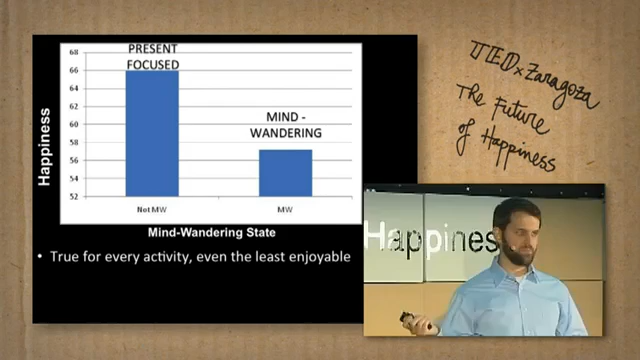 68
66
64
62
60
58
56
54
52
PRESENT
FOCUSED
MIND -
WANDERING
Not MW
MW
Happiness
Mind-Wandering State
• True for every activity, even the least enjoyable
TEDxZaragoza
The Future
of Happiness
Happines